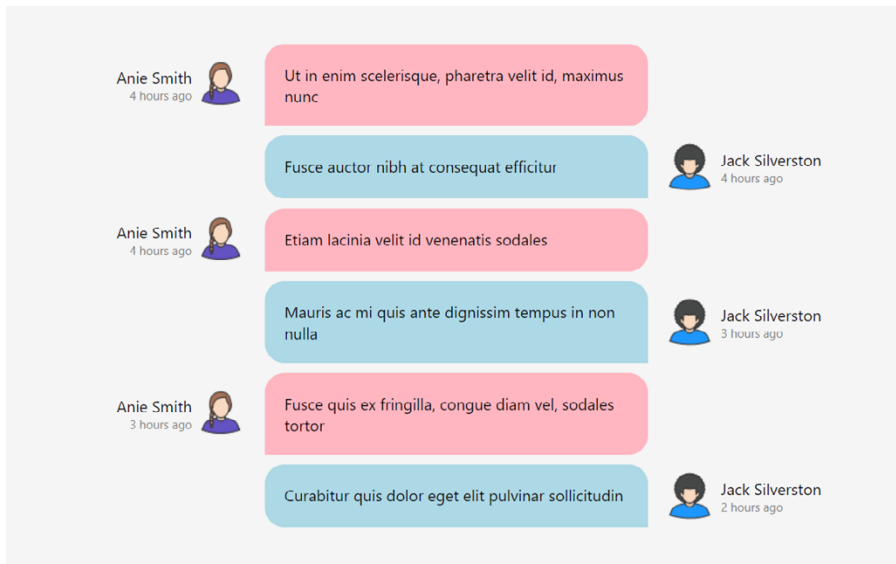 Anie Smith
4 hours ago
Ut in enim scelerisque, pharetra velit id, maximus
nunc
Fusce auctor nibh at consequat efficitur
Jack Silverston
4 hours ago
Anie Smith
4 hours ago
Etiam lacinia velit id venenatis sodales
Mauris ac mi quis ante dignissim tempus in non
nulla
Jack Silverston
3 hours ago
Anie Smith
3 hours ago
Fusce quis ex fringilla, congue diam vel, sodales
tortor
Curabitur quis dolor eget elit pulvinar sollicitudin
Jack Silverston
2 hours ago